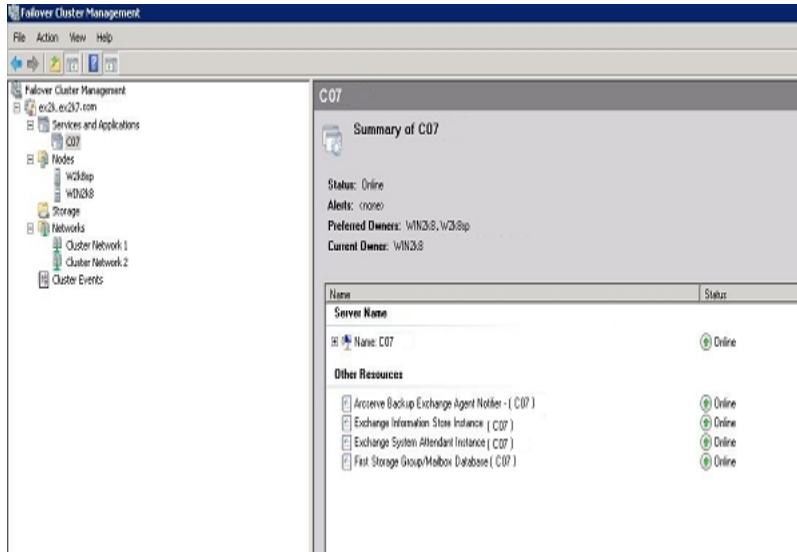 Failover Cluster Management
File Action View Help
Failover Cluster Management
ex2k.ex2k7.com
Services and Applications
C07
Nodes
W2k8sp
WIN2k8
Storage
Networks
Cluster Network 1
Cluster Network 2
Cluster Events
C07
Summary of C07
Status: Online
Alerts: <none>
Preferred Owners: WIN2k8, W2k8sp
Current Owner: WIN2k8
Name Status
Server Name
Name: C07 Online
Other Resources
Arcserve Backup Exchange Agent Notifier - ( C07 ) Online
Exchange Information Store Instance ( C07 ) Online
Exchange System Attendant Instance ( C07 ) Online
First Storage Group/Mailbox Database ( C07 ) Online